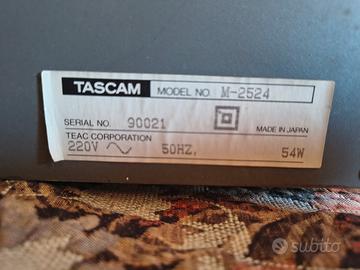 TASCAM MODEL NO. M-2524
SERIAL NO. 90021 MADE IN JAPAN
TEAC CORPORATION
220V 50HZ. 54W
subito